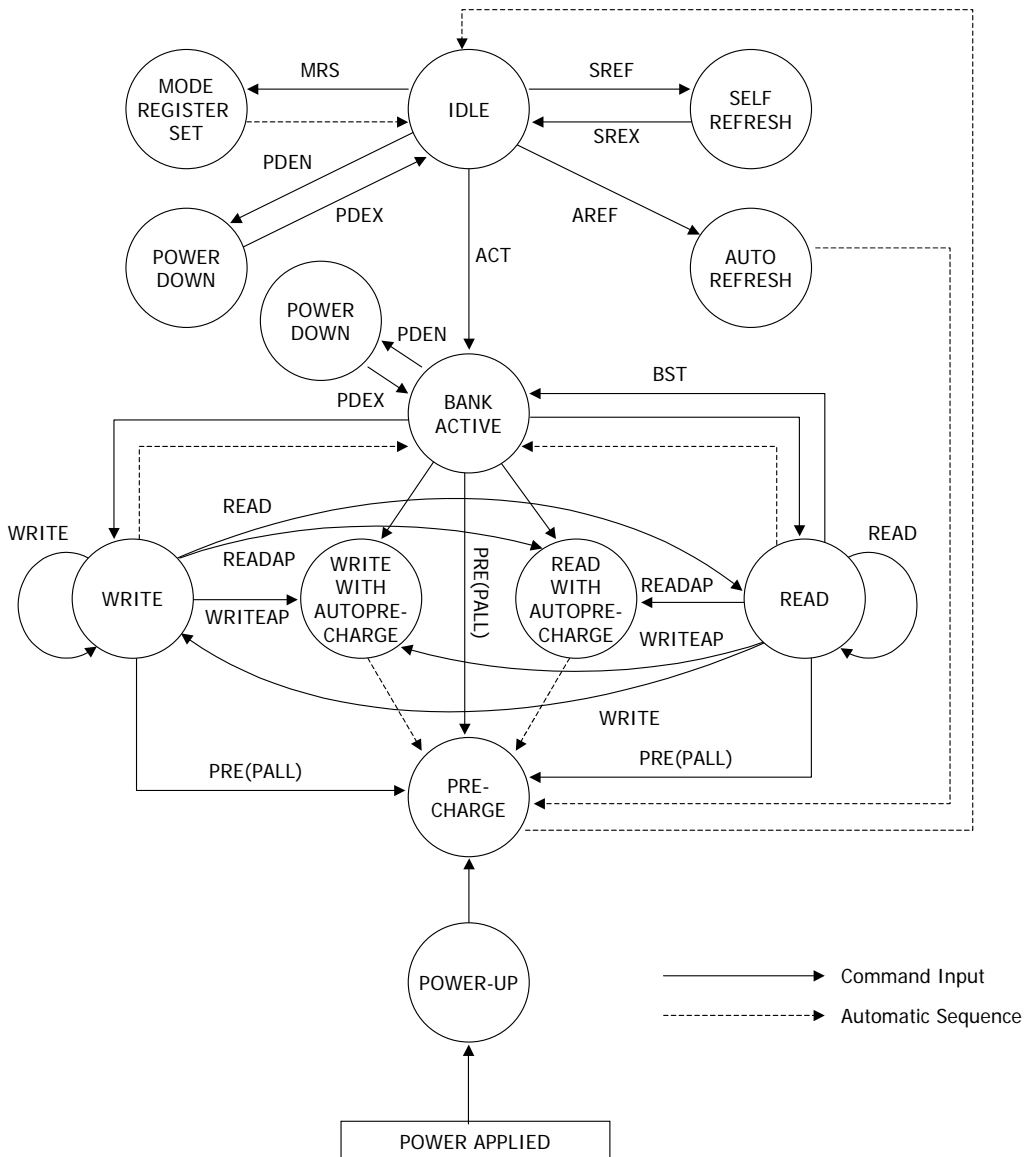 MRS
SREF
MODE
REGISTER
SET
IDLE
SELF
REFRESH
SREX
PDEN
PDEX
AREF
POWER
DOWN
ACT
AUTO
REFRESH
POWER
DOWN
PDEN
BST
PDEX
BANK
ACTIVE
READ
WRITE
READ
READAP
WRITE
WITH
AUTOPRE-
CHARGE
PRE(PALL)
READ
WITH
AUTOPRE-
CHARGE
READAP
WRITE
READ
WRITEAP
WRITEAP
WRITE
PRE(PALL)
PRE(PALL)
PRE-
CHARGE
POWER-UP
Command Input
Automatic Sequence
POWER APPLIED